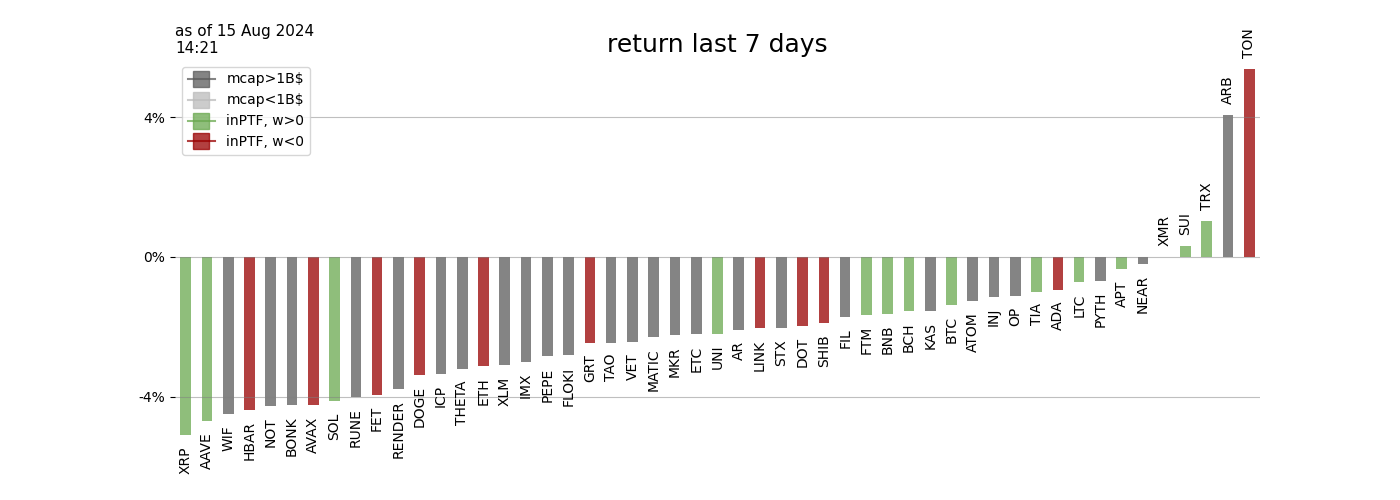 as of 15 Aug 2024
14:21
return last 7 days
mcap>1B$
mcap<1B$
inPTF, w>0
inPTF, w<0
4%
0%
-4%
XRP
AAVE
WIF
HBAR
NOT
BONK
AVAX
SOL
RUNE
FET
RENDER
DOGE
ICP
THETA
ETH
XLM
IMX
PEPE
FLOKI
GRT
TAO
VET
MATIC
MKR
ETC
UNI
AR
LINK
STX
DOT
SHIB
FIL
FTM
BNB
BCH
KAS
BTC
ATOM
INJ
OP
TIA
ADA
LTC
PYTH
APT
NEAR
XMR
SUI
TRX
ARB
TON